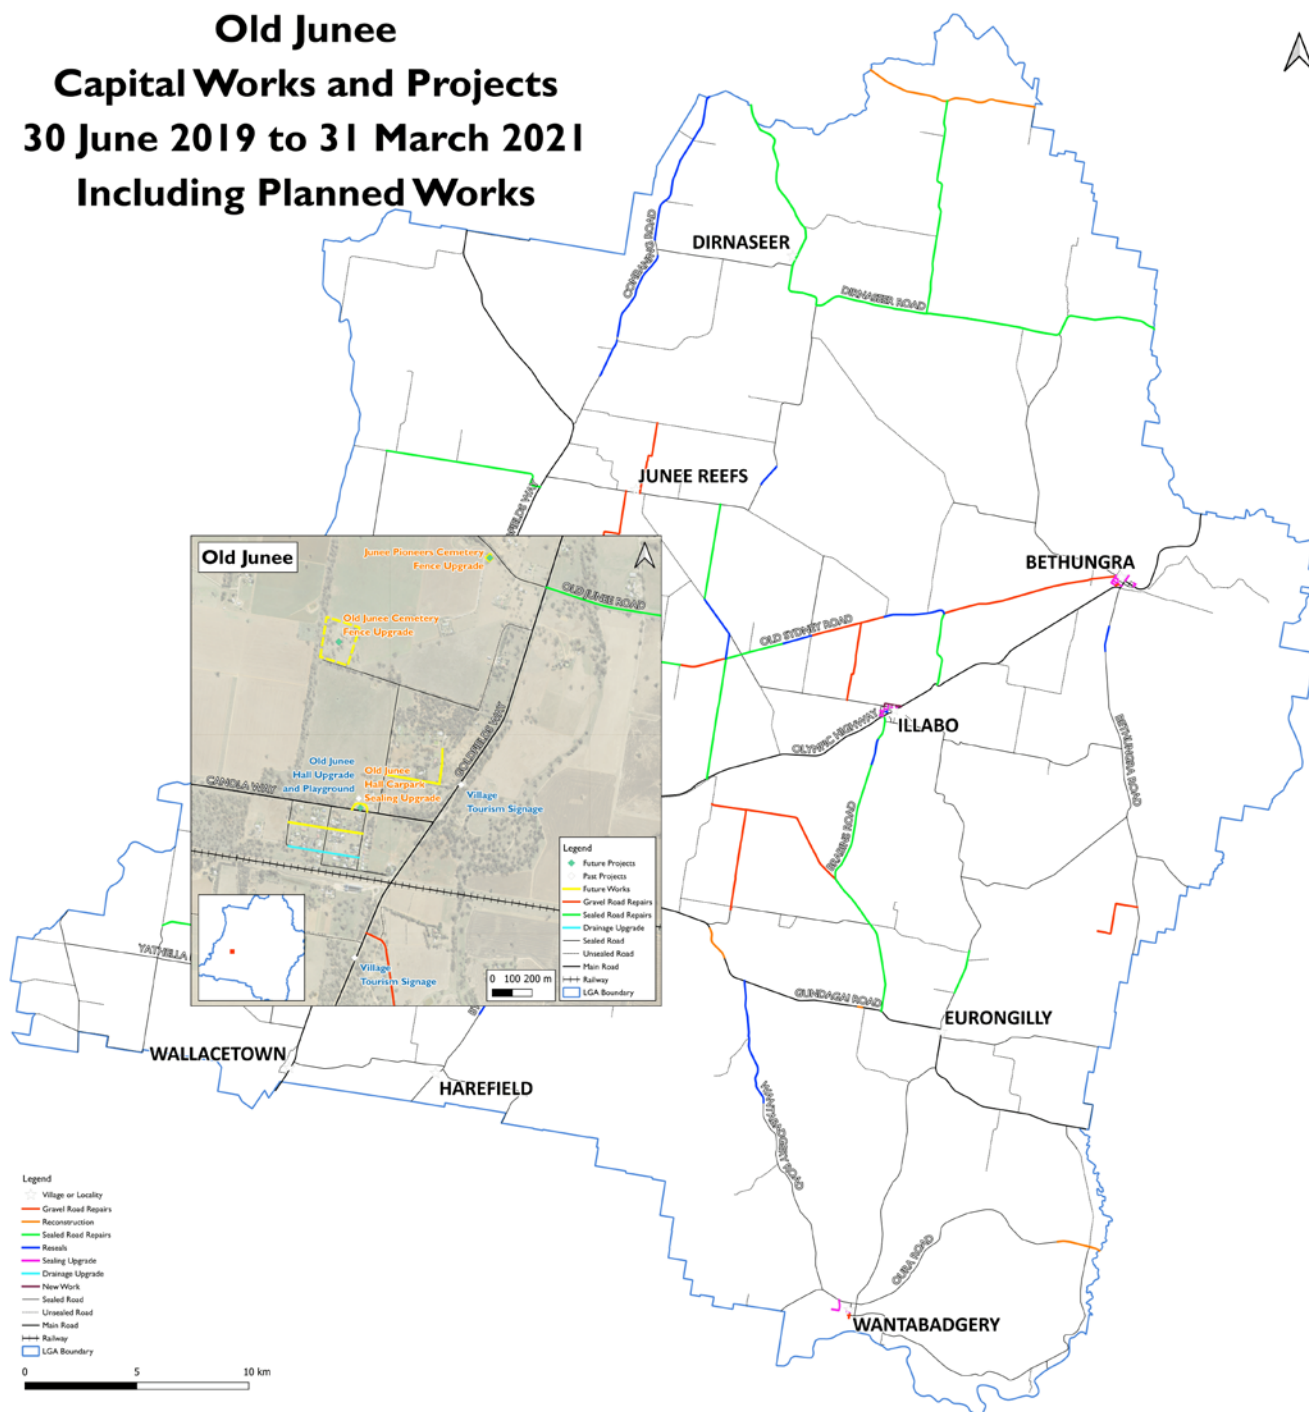 Old Junee
Capital Works and Projects
30 June 2019 to 31 March 2021
Including Planned Works
DIRNASEER
CONBANING ROAD
DIRNASEER ROAD
JUNEE REEFS
BETHUNGRA
OLD SYDNEY ROAD
OLYMPIC HIGHWAY
ILLABO
BETHUNGRA ROAD
GUNDAGAI ROAD
EURONGILLY
WANTABADGERY ROAD
OURA ROAD
WANTABADGERY
WALLACETOWN
HAREFIELD
YATHELLA
Old Junee
Junee Pioneers Cemetery
Fence Upgrade
OLD JUNEE ROAD
Old Junee Cemetery
Fence Upgrade
GOLDFIELDS WAY
Old Junee
Hall Upgrade
and Playground
Old Junee
Hall Carpark
Sealing Upgrade
CANOLA WAY
Village
Tourism Signage
Village
Tourism Signage
Legend
Future Projects
Past Projects
Future Works
Gravel Road Repairs
Sealed Road Repairs
Drainage Upgrade
Sealed Road
Unsealed Road
Main Road
Railway
LGA Boundary
0 100 200 m
Legend
Village or Locality
Gravel Road Repairs
Reconstruction
Sealed Road Repairs
Reseals
Sealing Upgrade
Drainage Upgrade
New Work
Sealed Road
Unsealed Road
Main Road
Railway
LGA Boundary
0 5 10 km